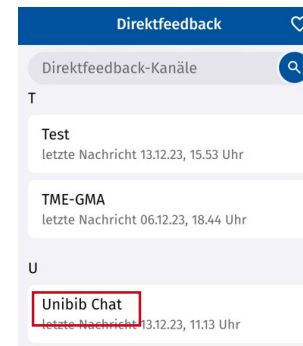 Direktfeedback
Direktfeedback-Kanäle
T
Test
letzte Nachricht 13.12.23, 15.53 Uhr
TME-GMA
letzte Nachricht 06.12.23, 18.44 Uhr
U
Unibib Chat
letzte Nachricht 13.12.23, 11.13 Uhr